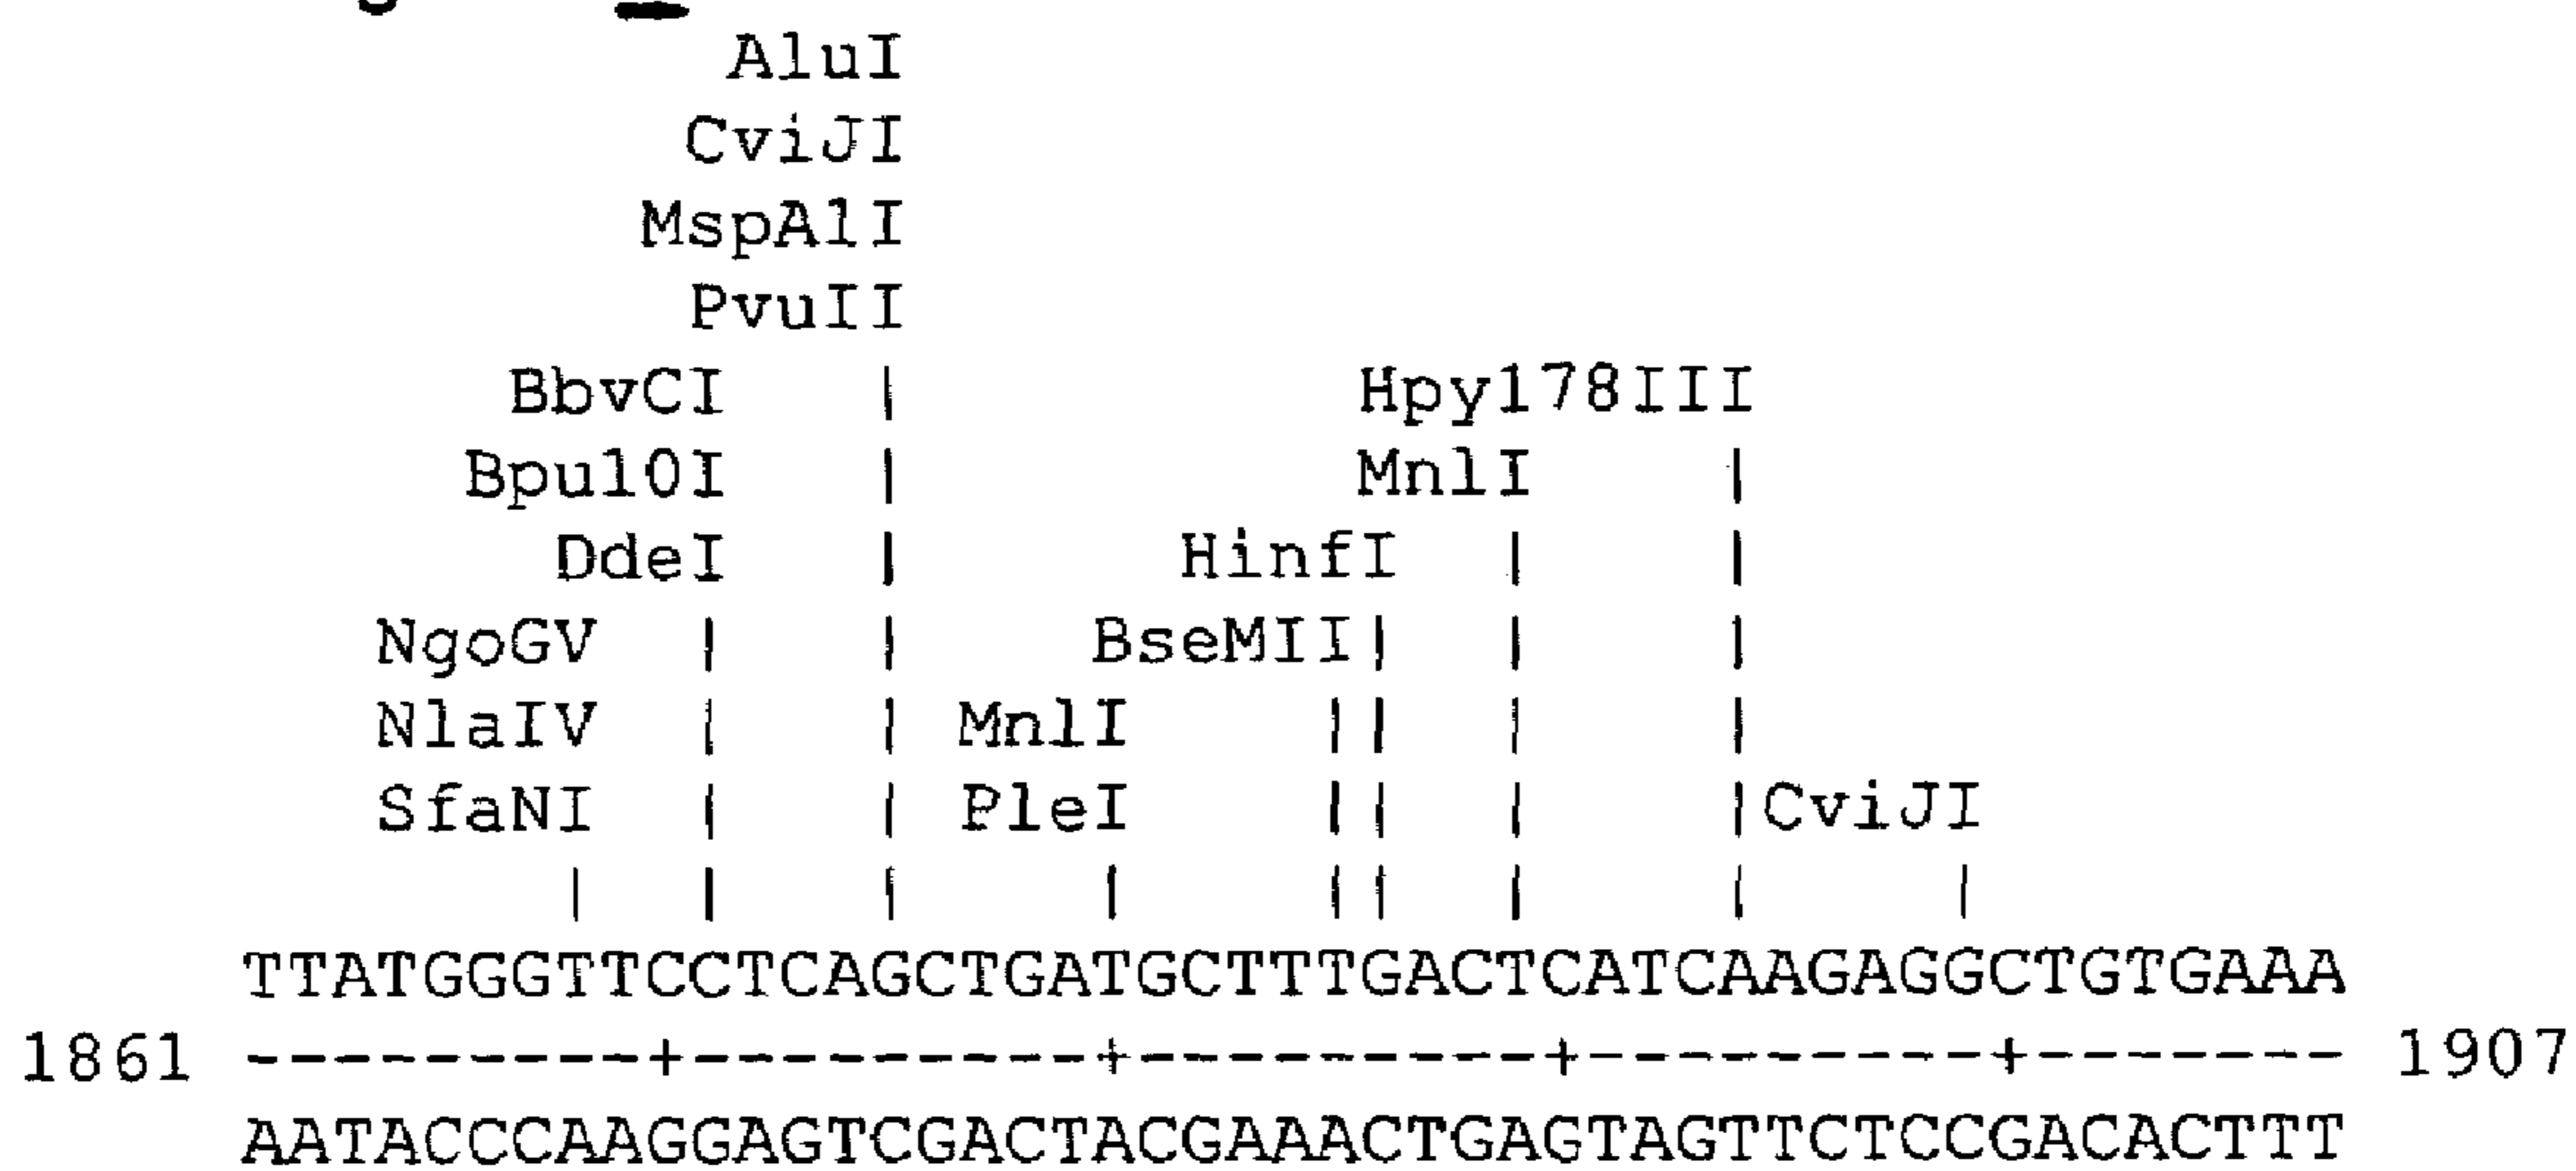 AluI
CviJI
MspA1I
PvuII
BbvCI | Hpy178III
Bpu10I | MnlI |
DdeI | HinfI | |
NgoGV | | BseMII| | |
NlaIV | | MnlI || | |
SfaNI | | PleI || | |CviJI
| | | | || | | |
TTATGGGTTCCTCAGCTGATGCTTTGACTCATCAAGAGGCTGTGAAA
1861 ---------+---------+---------+---------+------- 1907
AATACCCAAGGAGTCGACTACGAAACTGAGTAGTTCTCCGACACTTT